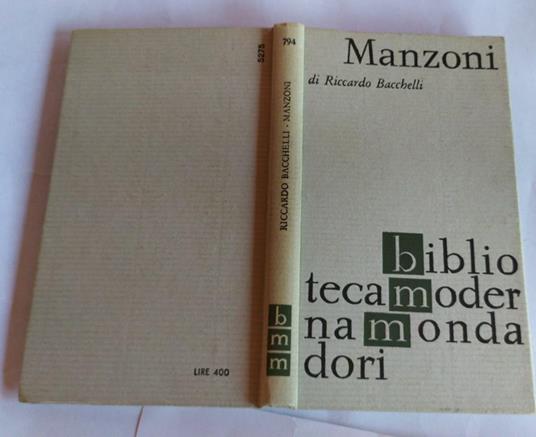 LIRE 400
5275
794
RICCARDO BACCHELLI - MANZONI
b
m
m
Manzoni
di Riccardo Bacchelli
biblio
tecamoder
namonda
dori